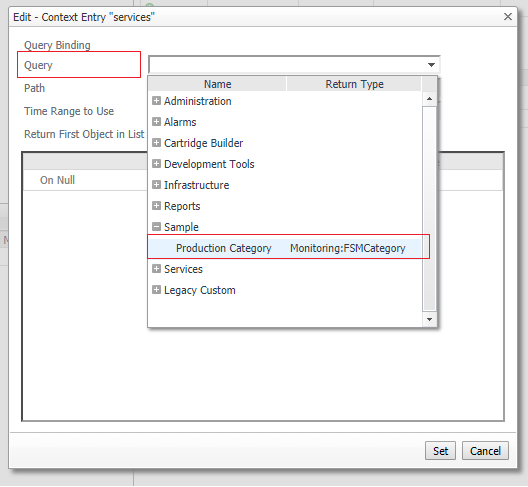 Edit - Context Entry "services"
Query Binding
Query
Name Return Type
Path
Administration
Time Range to Use
Alarms
Return First Object in List
Cartridge Builder
Development Tools
On Null
Infrastructure
Reports
Sample
Production Category Monitoring:FSMCategory
Services
Legacy Custom
Set Cancel